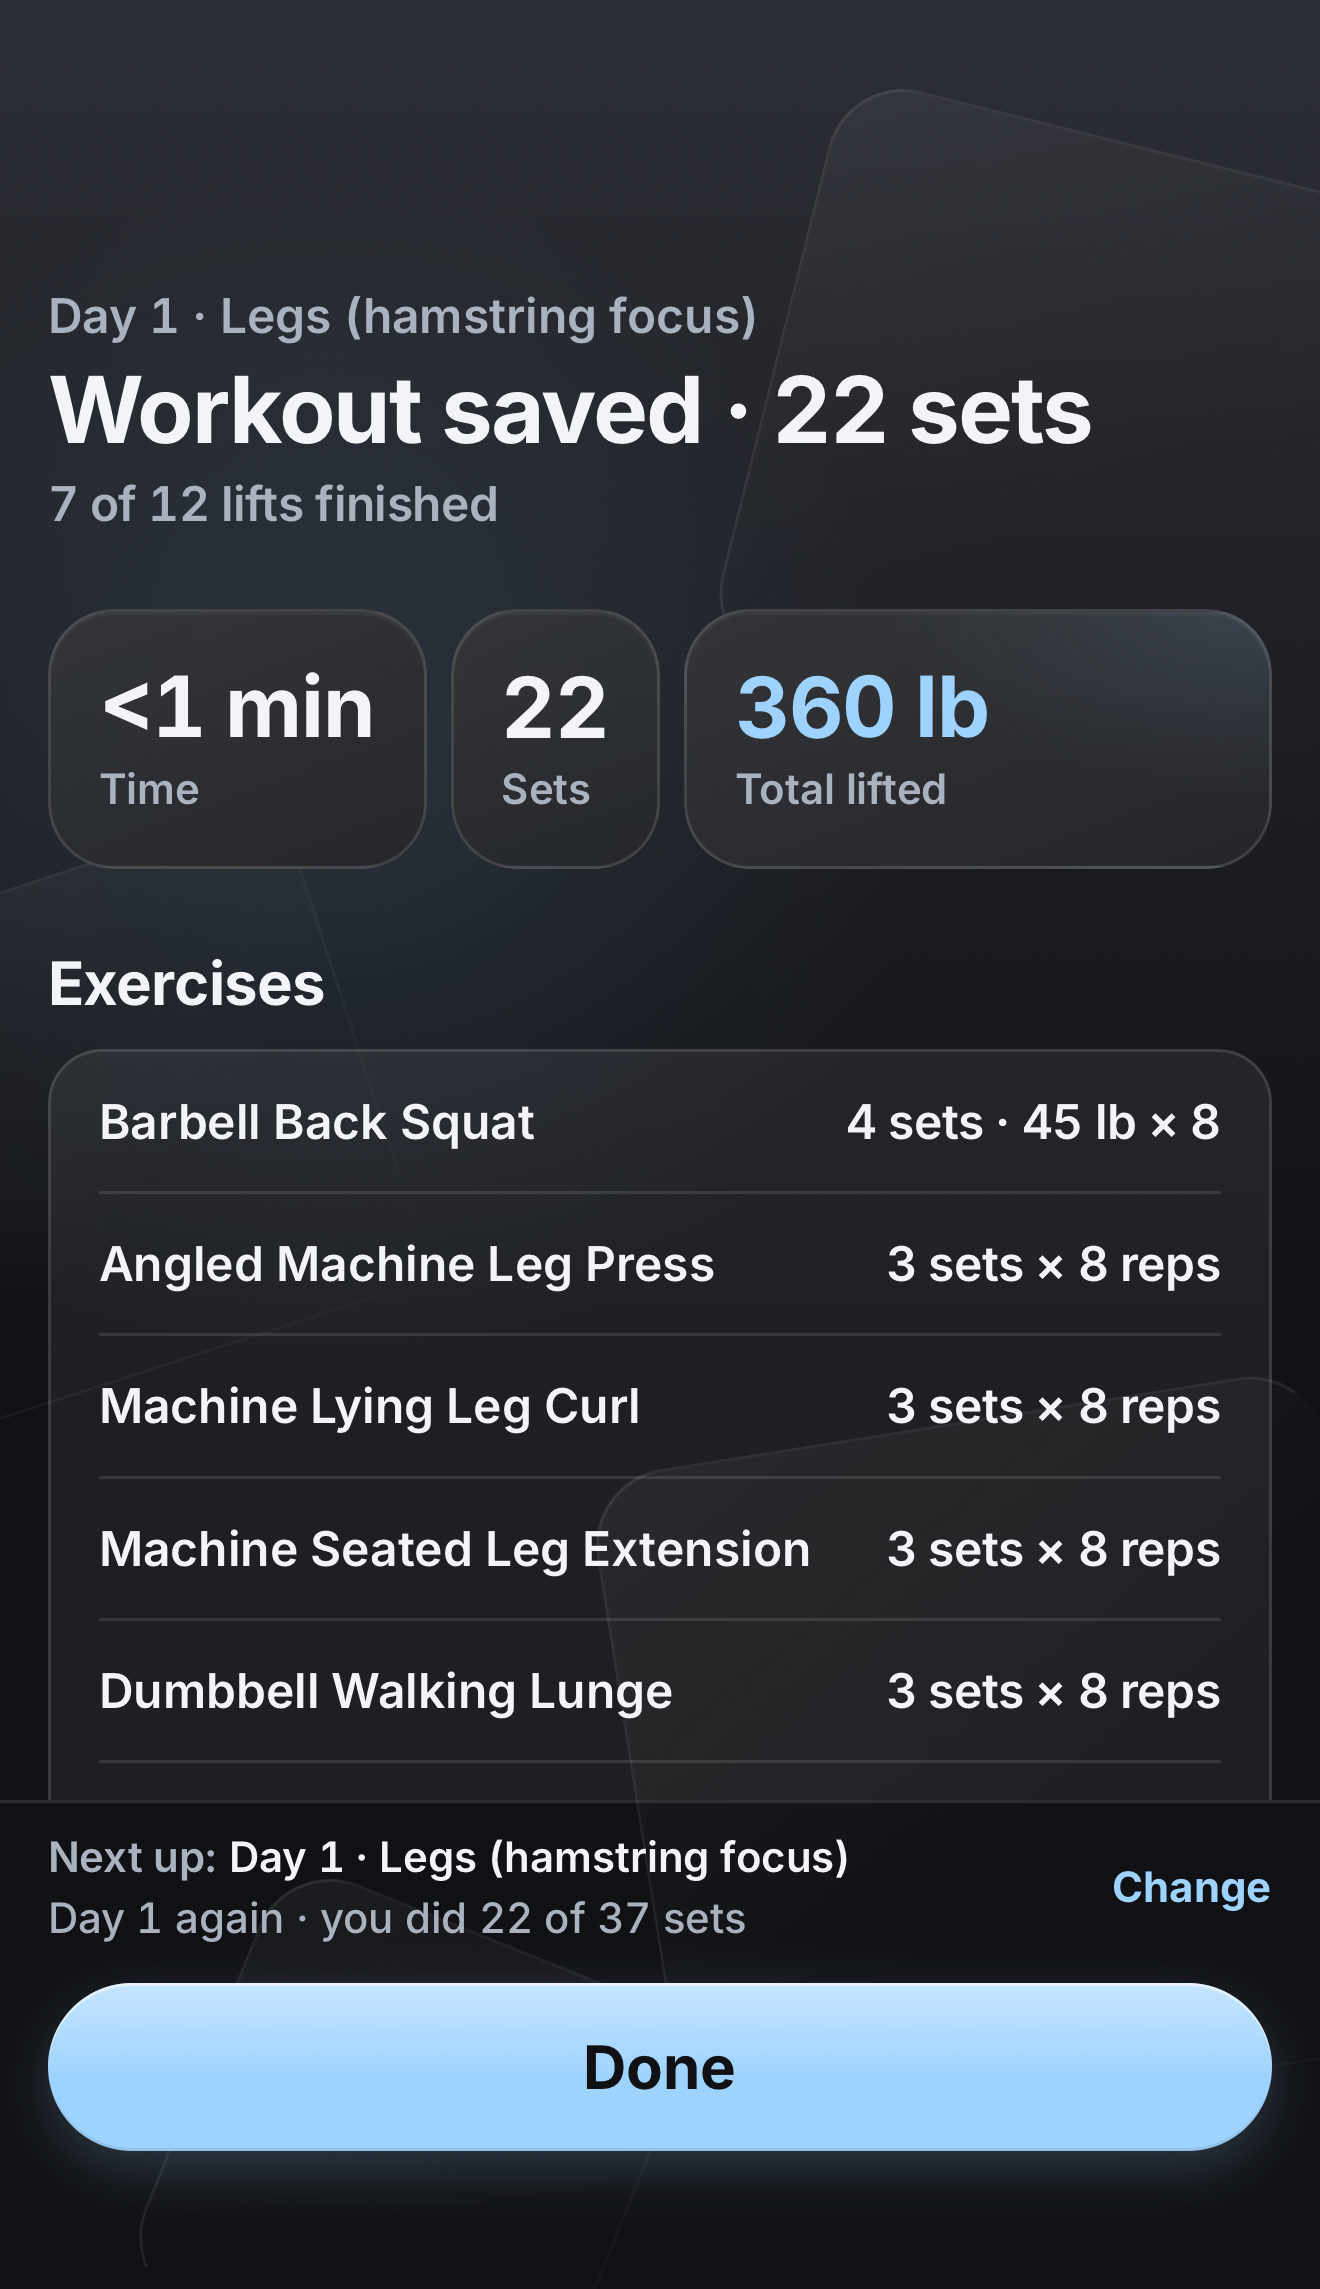 Day 1 · Legs (hamstring focus)
Workout saved · 22 sets
7 of 12 lifts finished
<1 min
Time
22
Sets
360 lb
Total lifted
Exercises
Barbell Back Squat 4 sets · 45 lb × 8
Angled Machine Leg Press 3 sets × 8 reps
Machine Lying Leg Curl 3 sets × 8 reps
Machine Seated Leg Extension 3 sets × 8 reps
Dumbbell Walking Lunge 3 sets × 8 reps
Next up: Day 1 · Legs (hamstring focus)
Day 1 again · you did 22 of 37 sets
Change
Done